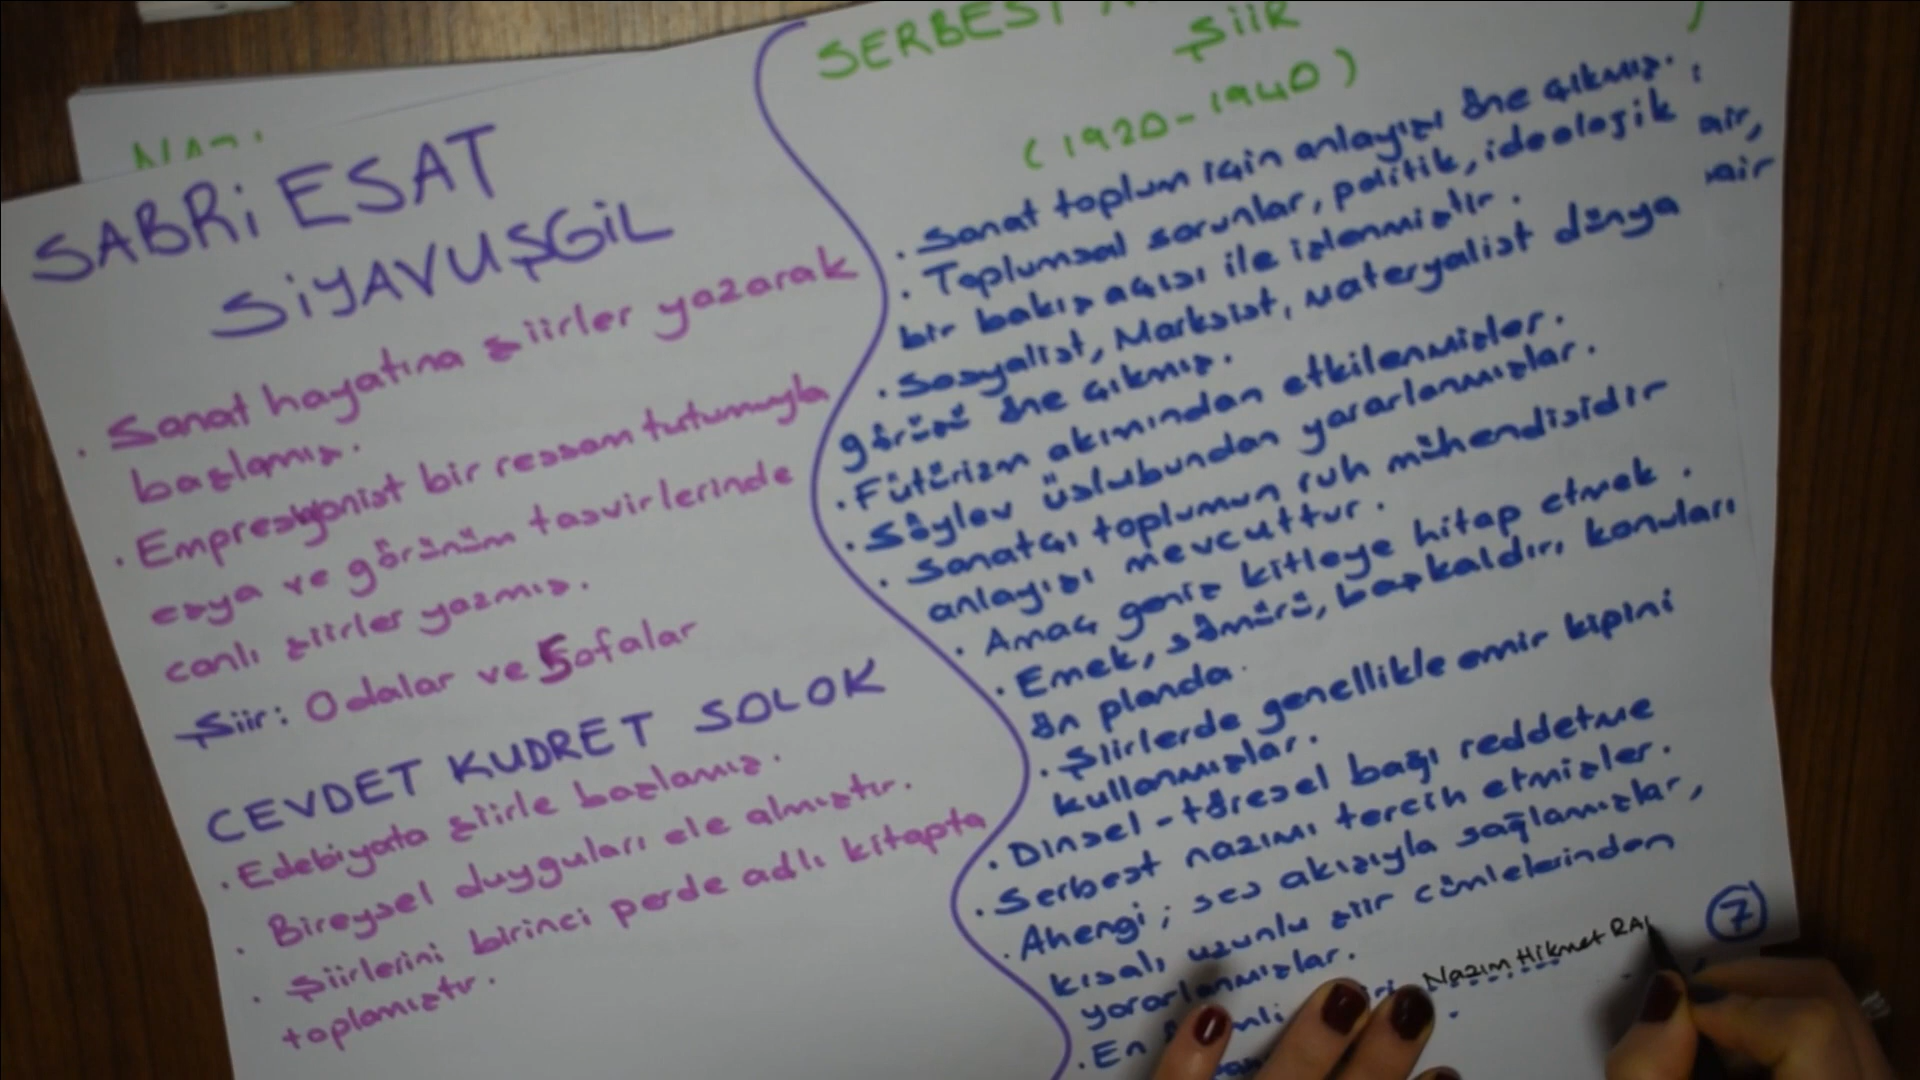 SABRİ ESAT
SİYAVUŞGİL
. Sanat hayatına şiirler yazarak
başlamış.
. Empresyonist bir ressam tutumuyla
eşya ve görünüm tasvirlerinde
canlı şiirler yazmış.
Şiir: Odalar ve Sofalar
CEVDET KUDRET SOLOK
. Edebiyata şiirle başlamış.
. Bireysel duyguları ele almıştır.
. Şiirlerini birinci perde adlı kitapta
toplamıştır.
SERBEST
ŞİİR
(1920-1940)
. Sanat toplum için anlayışı öne çıkmış.
. Toplumsal sorunlar, politik, ideolojik
bir bakış açısı ile işlenmiştir.
. Sosyalist, Marksist, Materyalist dünya
görüşü öne çıkmış.
. Fütürizm akımından etkilenmişler.
. Söylev üslubundan yararlanmışlar.
. Sanatçı toplumun ruh mühendisidir
anlayışı mevcuttur.
. Amaç geniş kitleye hitap etmek.
. Emek, sömürü, başkaldırı konuları
ön planda.
. Şiirlerde genellikle emir kipini
kullanmışlar.
. Dinsel-töresel bağı reddetme
. Serbest nazımı tercih etmişler.
. Ahengi; ses akışıyla sağlamışlar,
kısalı uzunlu şiir cümlelerinden
yararlanmışlar.
. En Nazım Hikmet RA
7